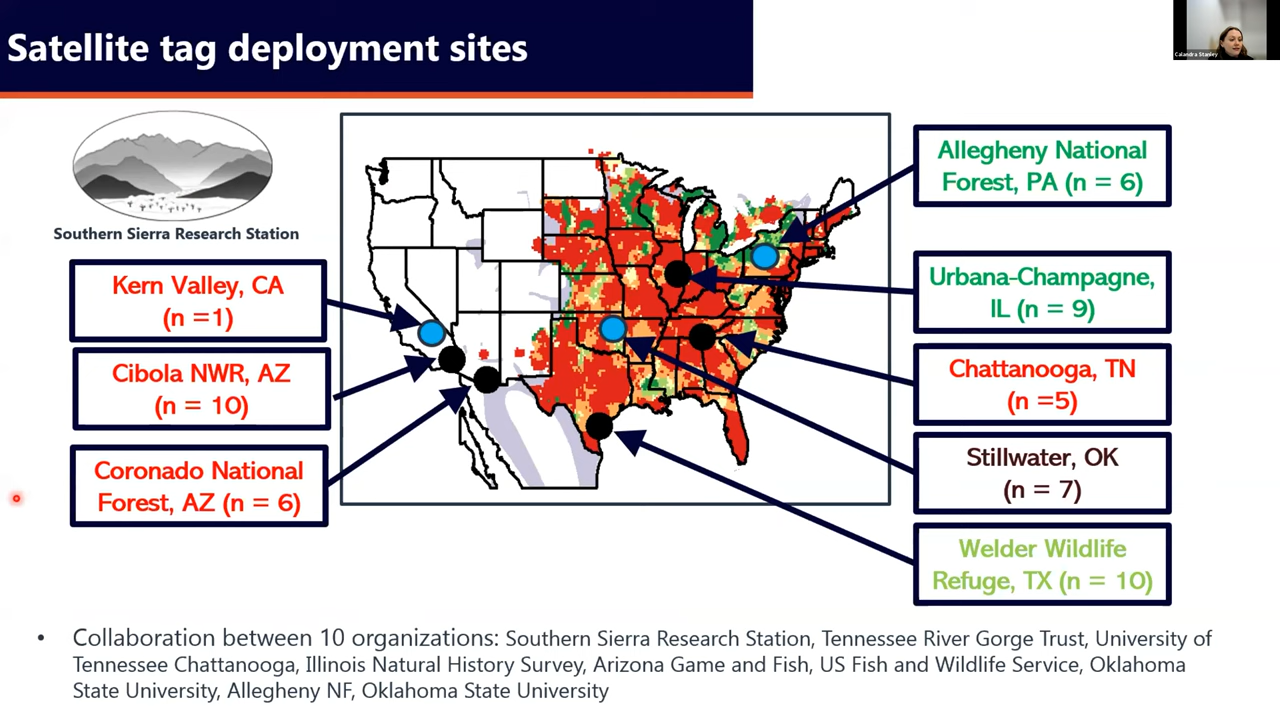 Satellite tag deployment sites
Calandra Stanley
Southern Sierra Research Station
Kern Valley, CA
(n =1)
Cibola NWR, AZ
(n = 10)
Coronado National
Forest, AZ (n = 6)
Allegheny National
Forest, PA (n = 6)
Urbana-Champagne,
IL (n = 9)
Chattanooga, TN
(n =5)
Stillwater, OK
(n = 7)
Welder Wildlife
Refuge, TX (n = 10)
• Collaboration between 10 organizations: Southern Sierra Research Station, Tennessee River Gorge Trust, University of
Tennessee Chattanooga, Illinois Natural History Survey, Arizona Game and Fish, US Fish and Wildlife Service, Oklahoma
State University, Allegheny NF, Oklahoma State University